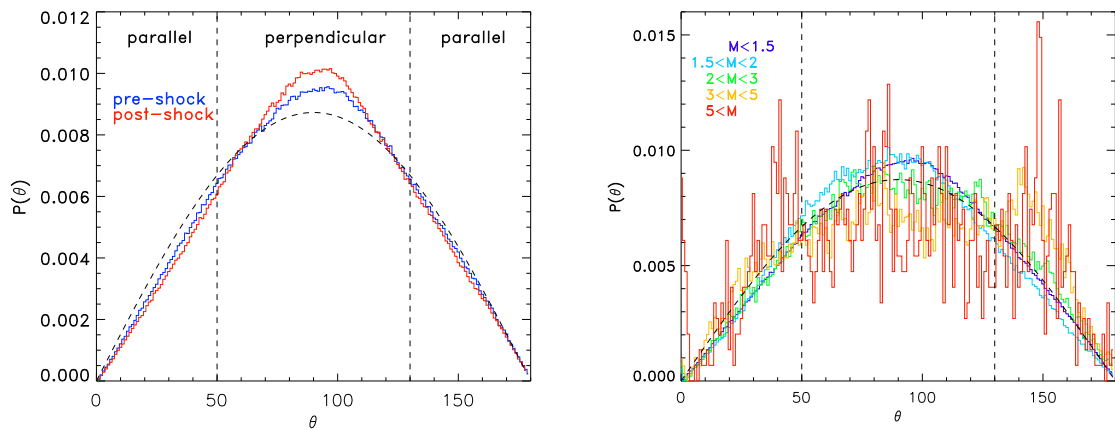 0.012
0.010
0.008
0.006
0.004
0.002
0.000
P(θ)
parallel perpendicular parallel
pre-shock
post-shock
0 50 100 150
θ
0.015
0.010
0.005
0.000
P(θ)
M<1.5
1.5<M<2
2<M<3
3<M<5
5<M
0 50 100 150
θ